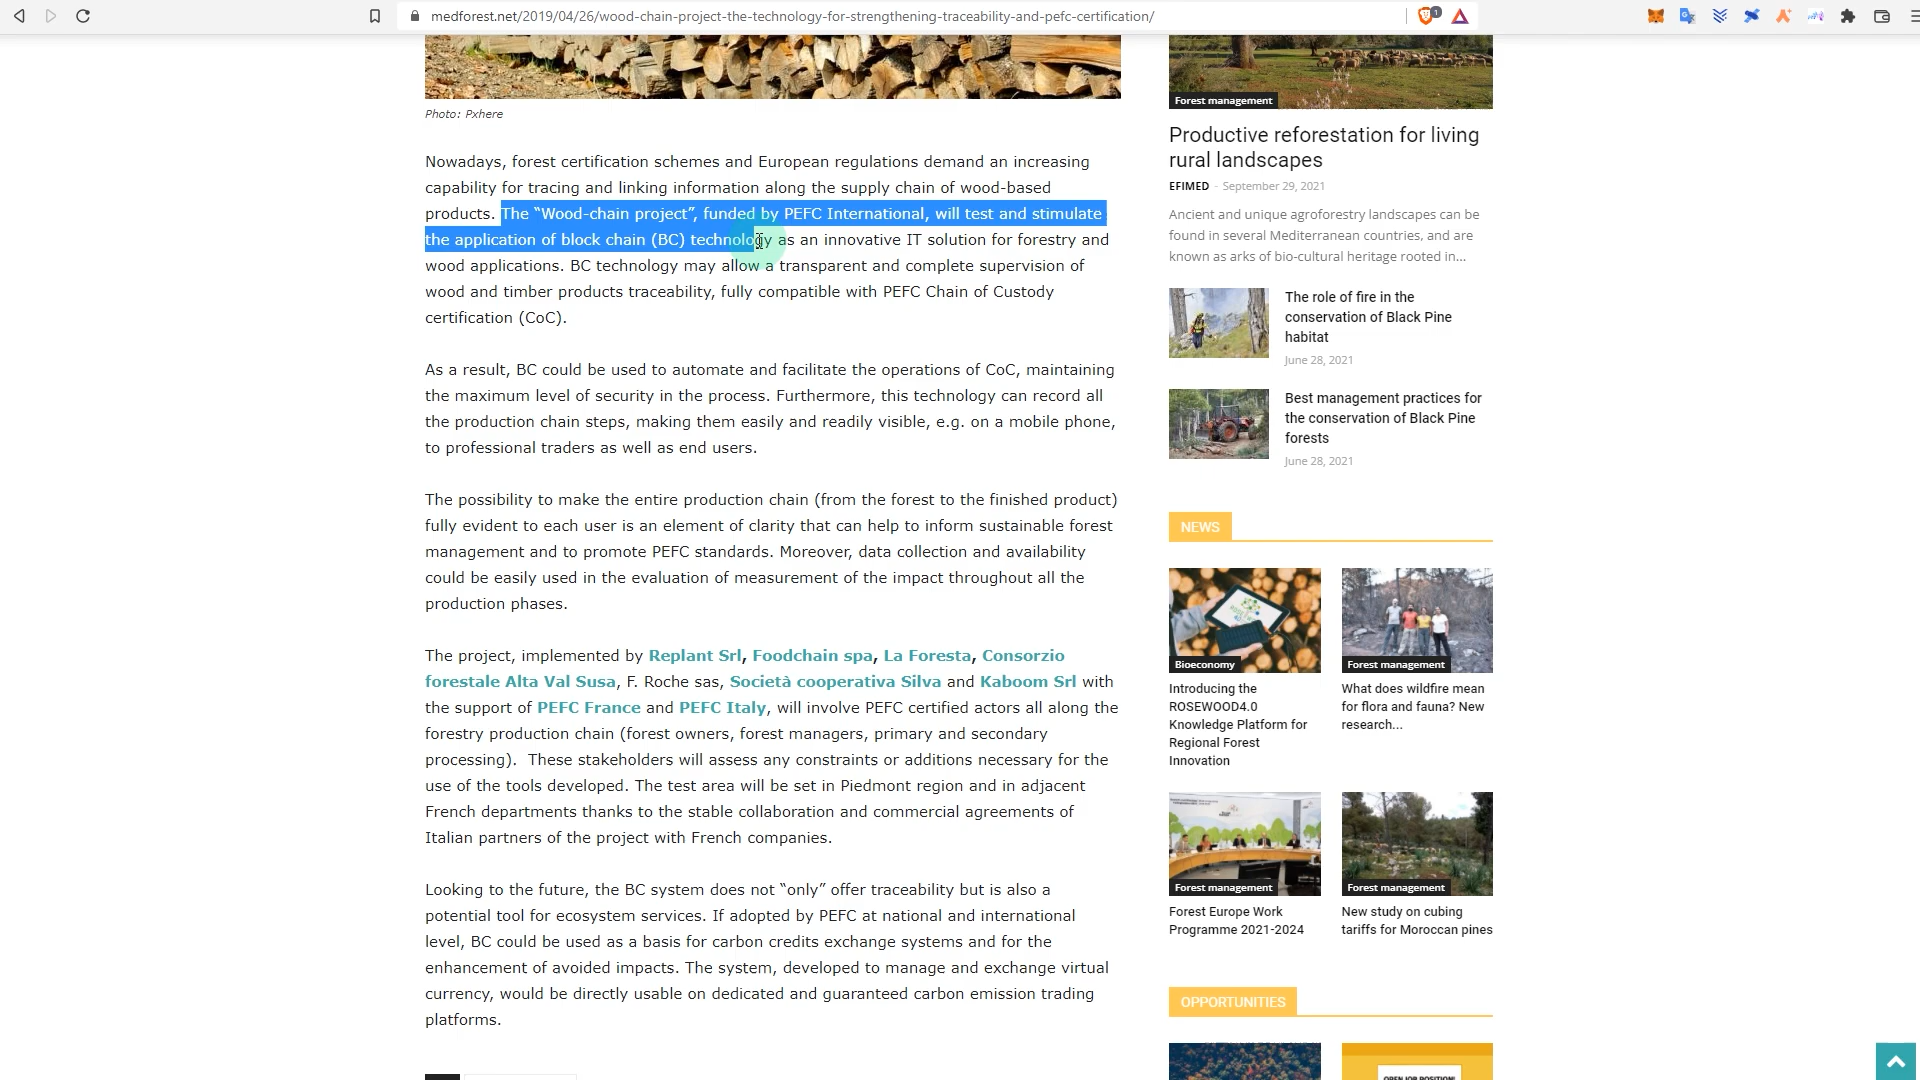 medforest.net/2019/04/26/wood-chain-project-the-technology-for-strengthening-traceability-and-pefc-certification/
1
Photo: Pxhere
Nowadays, forest certification schemes and European regulations demand an increasing
capability for tracing and linking information along the supply chain of wood-based
products. The “Wood-chain project”, funded by PEFC International, will test and stimulate
the application of block chain (BC) technology as an innovative IT solution for forestry and
wood applications. BC technology may allow a transparent and complete supervision of
wood and timber products traceability, fully compatible with PEFC Chain of Custody
certification (CoC).
As a result, BC could be used to automate and facilitate the operations of CoC, maintaining
the maximum level of security in the process. Furthermore, this technology can record all
the production chain steps, making them easily and readily visible, e.g. on a mobile phone,
to professional traders as well as end users.
The possibility to make the entire production chain (from the forest to the finished product)
fully evident to each user is an element of clarity that can help to inform sustainable forest
management and to promote PEFC standards. Moreover, data collection and availability
could be easily used in the evaluation of measurement of the impact throughout all the
production phases.
The project, implemented by Replant Srl, Foodchain spa, La Foresta, Consorzio
forestale Alta Val Susa, F. Roche sas, Società cooperativa Silva and Kaboom Srl with
the support of PEFC France and PEFC Italy, will involve PEFC certified actors all along the
forestry production chain (forest owners, forest managers, primary and secondary
processing).  These stakeholders will assess any constraints or additions necessary for the
use of the tools developed. The test area will be set in Piedmont region and in adjacent
French departments thanks to the stable collaboration and commercial agreements of
Italian partners of the project with French companies.
Looking to the future, the BC system does not “only” offer traceability but is also a
potential tool for ecosystem services. If adopted by PEFC at national and international
level, BC could be used as a basis for carbon credits exchange systems and for the
enhancement of avoided impacts. The system, developed to manage and exchange virtual
currency, would be directly usable on dedicated and guaranteed carbon emission trading
platforms.
Forest management
Productive reforestation for living
rural landscapes
EFIMED - September 29, 2021
Ancient and unique agroforestry landscapes can be
found in several Mediterranean countries, and are
known as arks of bio-cultural heritage rooted in...
The role of fire in the
conservation of Black Pine
habitat
June 28, 2021
Best management practices for
the conservation of Black Pine
forests
June 28, 2021
NEWS
Bioeconomy
Introducing the
ROSEWOOD4.0
Knowledge Platform for
Regional Forest
Innovation
Forest management
What does wildfire mean
for flora and fauna? New
research...
Forest management
Forest Europe Work
Programme 2021-2024
Forest management
New study on cubing
tariffs for Moroccan pines
OPPORTUNITIES
OPEN JOB POSITION!